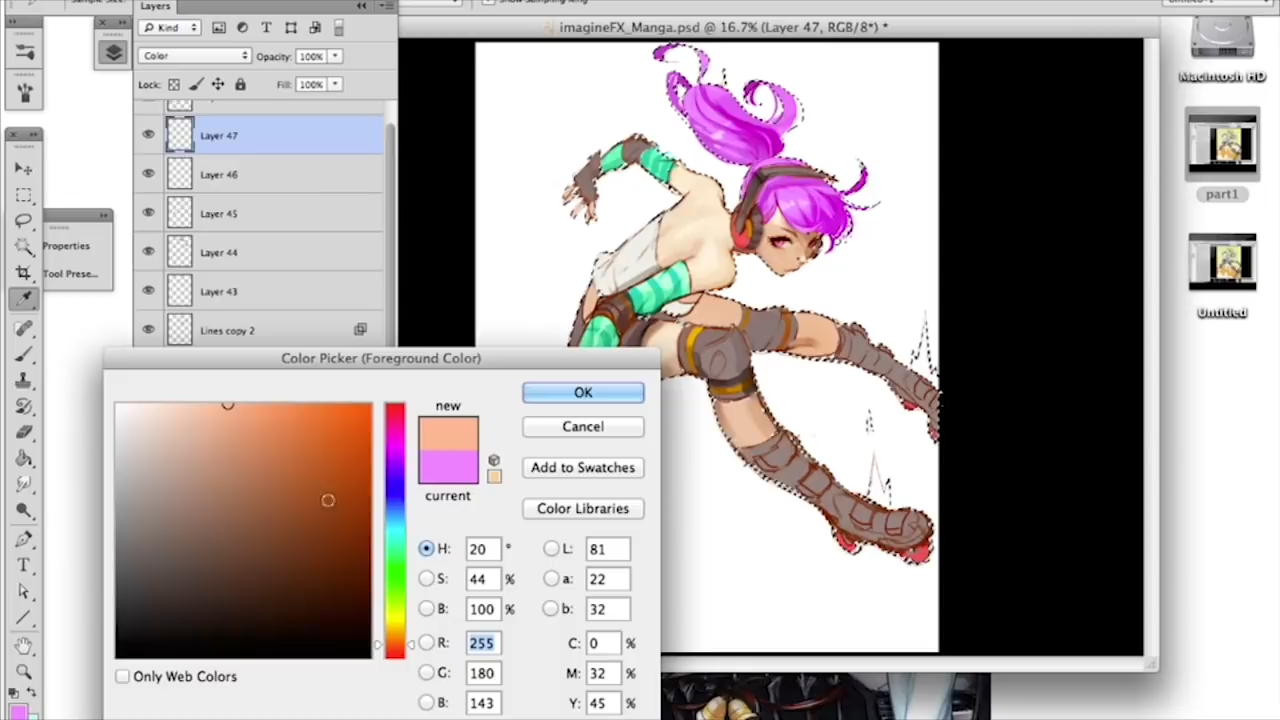 Layers
imagineFX_Manga.psd @ 16.7% (Layer 47, RGB/8*) *
Kind
Color
Opacity: 100%
Lock:
Fill: 100%
Macintosh HD
Layer 47
Layer 46
part1
Layer 45
Properties
Layer 44
Tool Prese...
Layer 43
Untitled
Lines copy 2
Color Picker (Foreground Color)
new
OK
Cancel
Add to Swatches
current
Color Libraries
H: 20 °
L: 81
S: 44 %
a: 22
B: 100 %
b: 32
R: 255
C: 0 %
Only Web Colors
G: 180
M: 32 %
B: 143
Y: 45 %
T